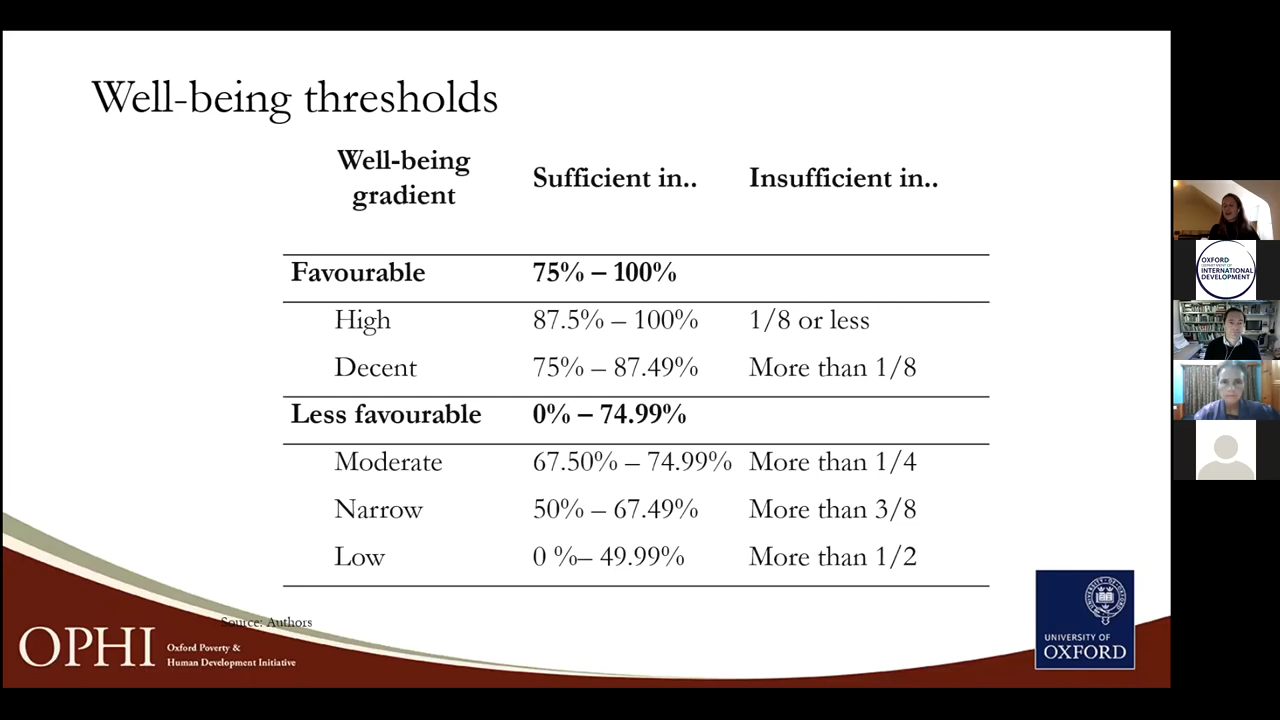 Well-being thresholds
Well-being
gradient
Sufficient in..
Insufficient in..
Favourable 75% – 100%
High 87.5% – 100% 1/8 or less
Decent 75% – 87.49% More than 1/8
Less favourable 0% – 74.99%
Moderate 67.50% – 74.99% More than 1/4
Narrow 50% – 67.49% More than 3/8
Low 0 %– 49.99% More than 1/2
Source: Authors
OPHI
Oxford Poverty &
Human Development Initiative
UNIVERSITY OF
OXFORD
OXFORD
DEPARTMENT OF
INTERNATIONAL
DEVELOPMENT